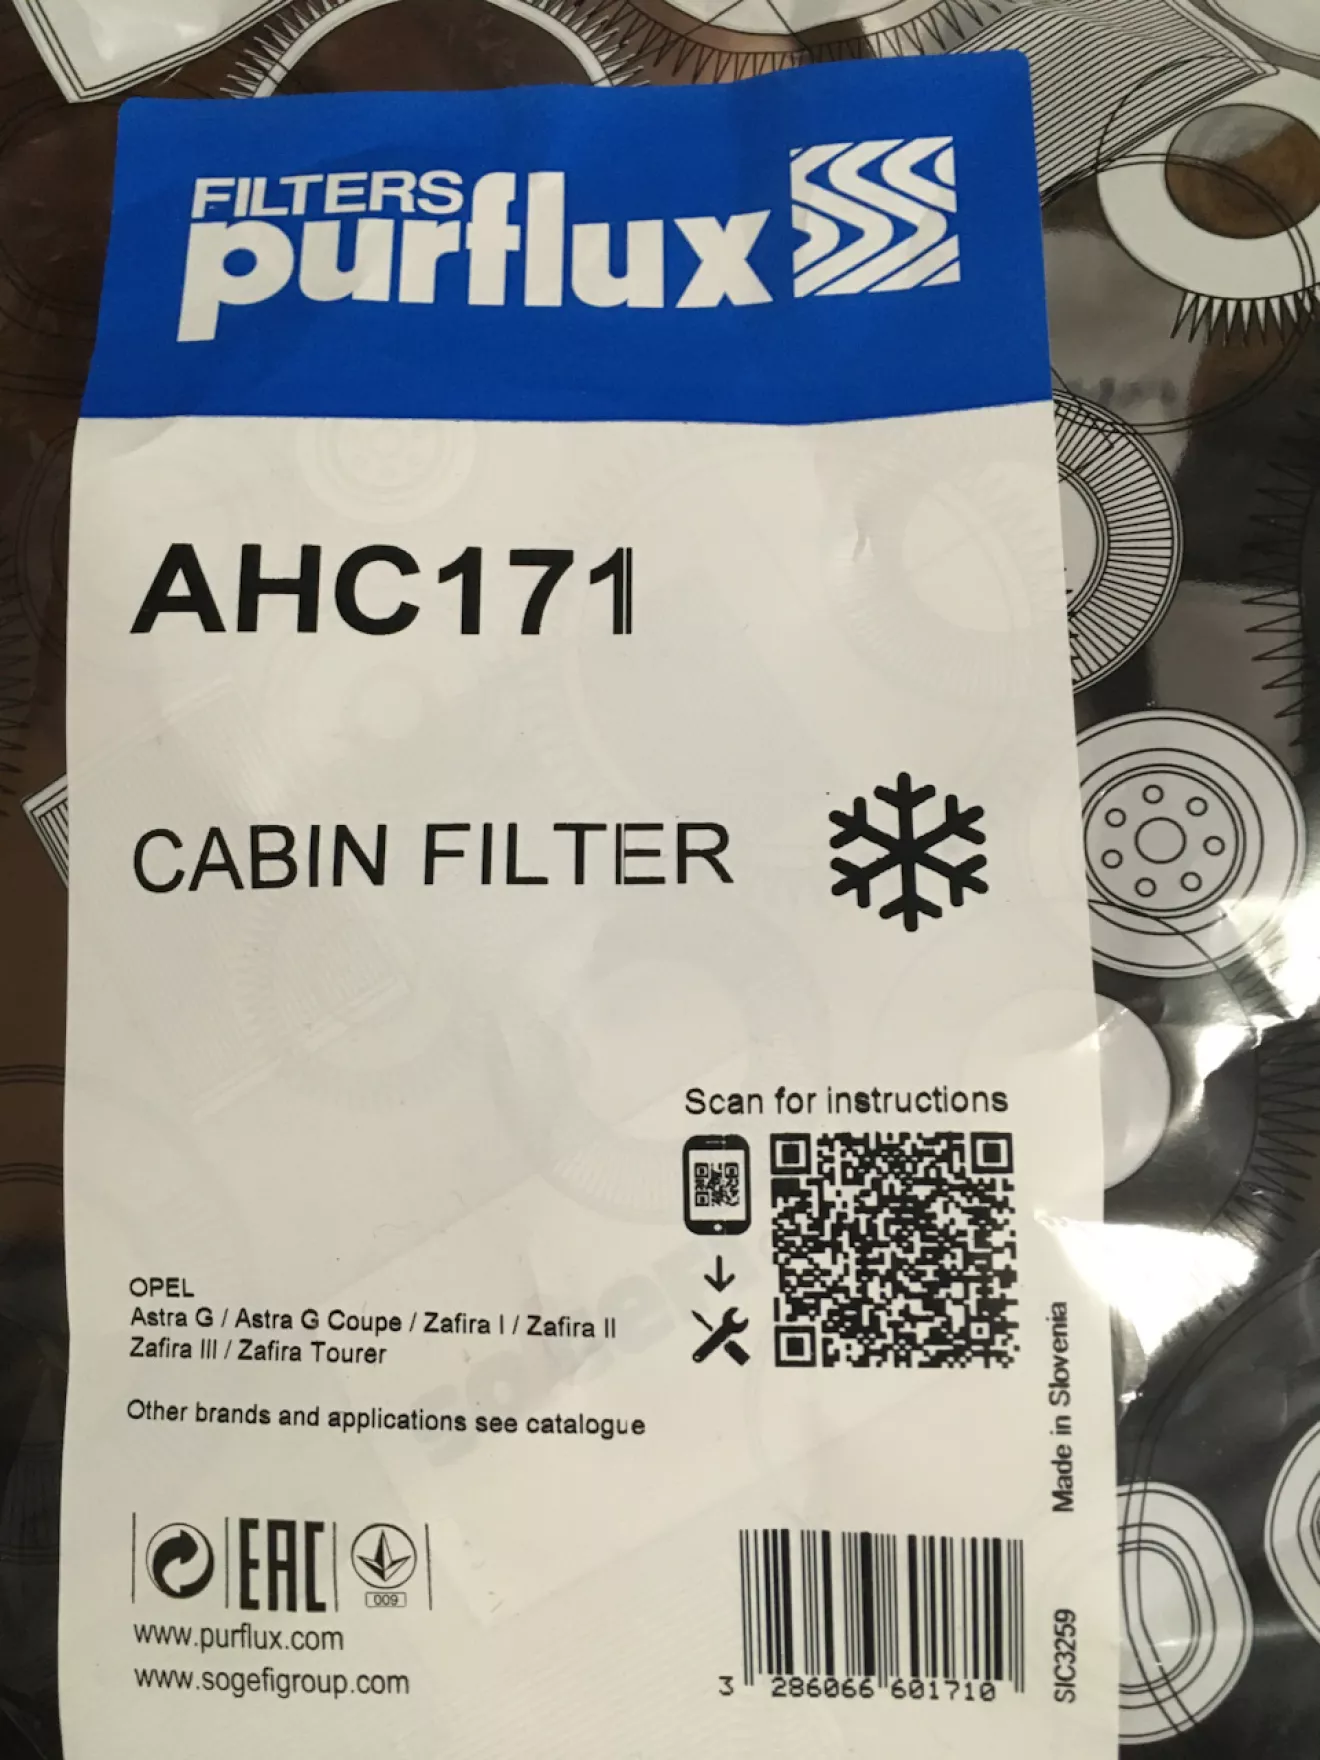 FILTERS
purflux
AHC171
CABIN FILTER
Scan for instructions
OPEL
Astra G / Astra G Coupe / Zafira I / Zafira II
Zafira III / Zafira Tourer
Other brands and applications see catalogue
Made in Slovenia
EAC
009
www.purflux.com
www.sogefigroup.com
3 286066 601710
SIC3259